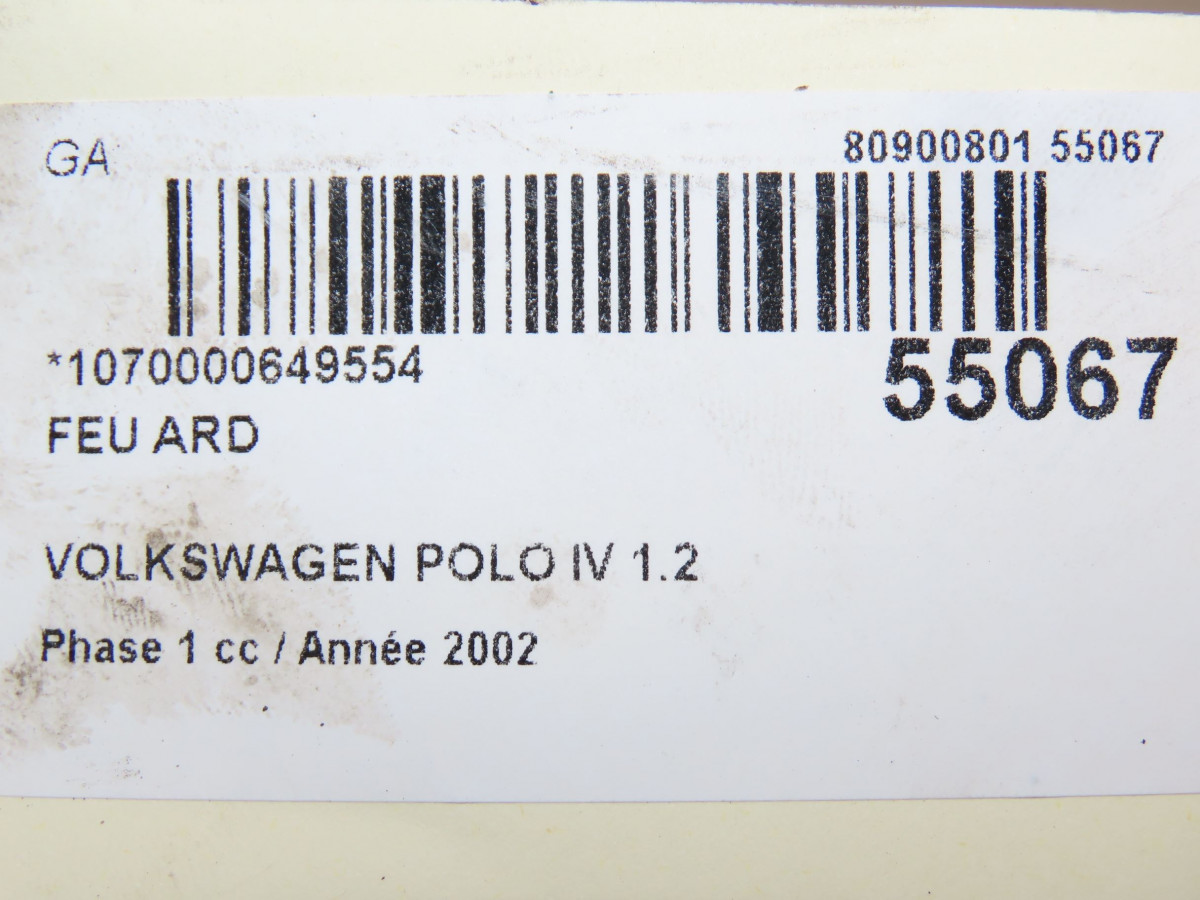 GA
80900801 55067
*1070000649554
55067
FEU ARD
VOLKSWAGEN POLO IV 1.2
Phase 1 cc / Année 2002